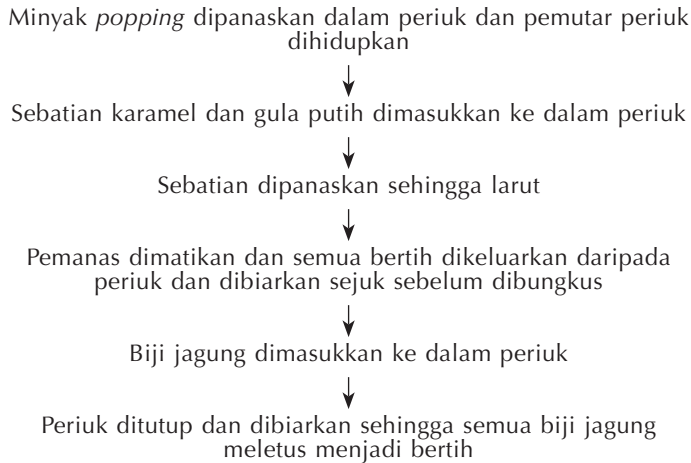 Minyak popping dipanaskan dalam periuk dan pemutar periuk
dihidupkan
Sebatian karamel dan gula putih dimasukkan ke dalam periuk
Sebatian dipanaskan sehingga larut
Pemanas dimatikan dan semua bertih dikeluarkan daripada
periuk dan dibiarkan sejuk sebelum dibungkus
Biji jagung dimasukkan ke dalam periuk
Periuk ditutup dan dibiarkan sehingga semua biji jagung
meletus menjadi bertih